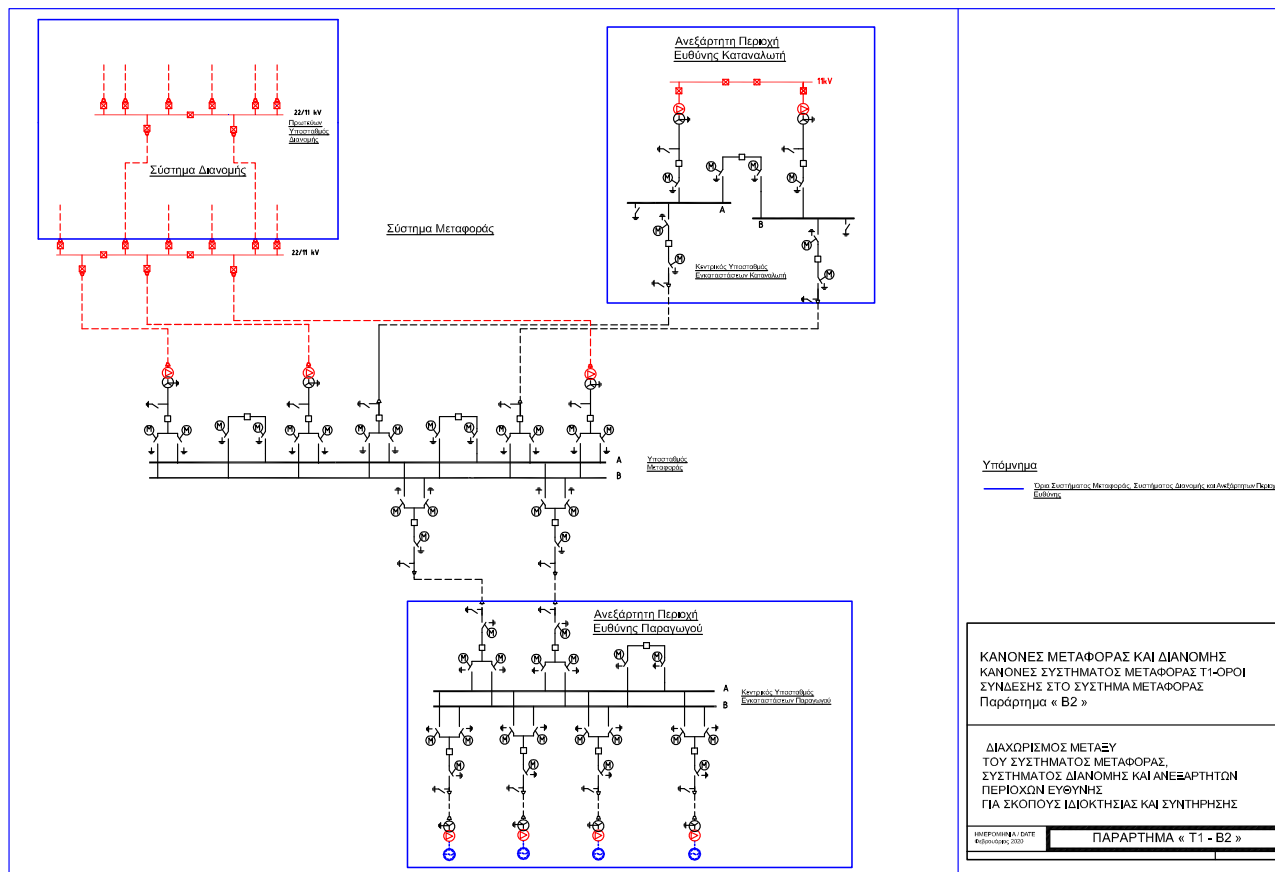 22/11 kV
Πρωτεύων
Υποσταθμός
Διανομής
Σύστημα Διανομής
22/11 kV
Σύστημα Μεταφοράς
Ανεξάρτητη Περιοχή
Ευθύνης Καταναλωτή
11kV
M
M
M
M
A
B
M
M
M
M
Κεντρικός Υποσταθμός
Εγκαταστάσεων Καταναλωτή
M
M
M
M
M
M
M
M
M
M
M
M
M
M
A
B
Υποσταθμός
Μεταφοράς
M
M
M
M
M
M
Ανεξάρτητη Περιοχή
Ευθύνης Παραγωγού
M
M
M
M
M
M
M
M
A
B
Κεντρικός Υποσταθμός
Εγκαταστάσεων Παραγωγού
M
M
M
M
M
M
M
M
M
M
M
M
Υπόμνημα
Όρια Συστήματος Μεταφοράς, Συστήματος Διανομής και Ανεξάρτητων
Ευθύνης
ΚΑΝΟΝΕΣ ΜΕΤΑΦΟΡΑΣ ΚΑΙ ΔΙΑΝΟΜΗΣ
ΚΑΝΟΝΕΣ ΣΥΣΤΗΜΑΤΟΣ ΜΕΤΑΦΟΡΑΣ Τ1-ΟΡΟΙ
ΣΥΝΔΕΣΗΣ ΣΤΟ ΣΥΣΤΗΜΑ ΜΕΤΑΦΟΡΑΣ
Παράρτημα « Β2 »
ΔΙΑΧΩΡΙΣΜΟΣ ΜΕΤΑΞΥ
ΤΟΥ ΣΥΣΤΗΜΑΤΟΣ ΜΕΤΑΦΟΡΑΣ,
ΣΥΣΤΗΜΑΤΟΣ ΔΙΑΝΟΜΗΣ ΚΑΙ ΑΝΕΞΑΡΤΗΤΩΝ
ΠΕΡΙΟΧΩΝ ΕΥΘΥΝΗΣ
ΓΙΑ ΣΚΟΠΟΥΣ ΙΔΙΟΚΤΗΣΙΑΣ ΚΑΙ ΣΥΝΤΗΡΗΣΗΣ
ΗΜΕΡΟΜΗΝΙΑ / DATE
Φεβρουάριος 2020
ΠΑΡΑΡΤΗΜΑ « Τ1 - Β2 »